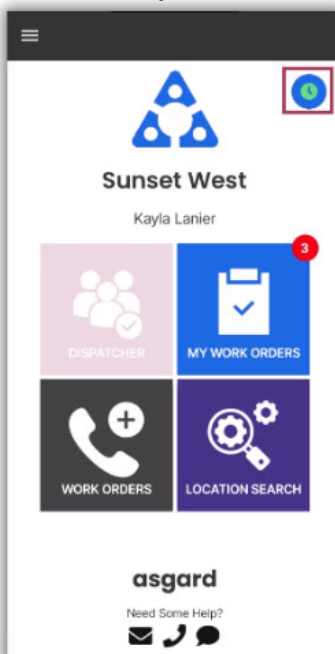 Sunset West
Kayla Lanier
3
DISPATCHER
MY WORK ORDERS
WORK ORDERS
LOCATION SEARCH
asgard
Need Some Help?